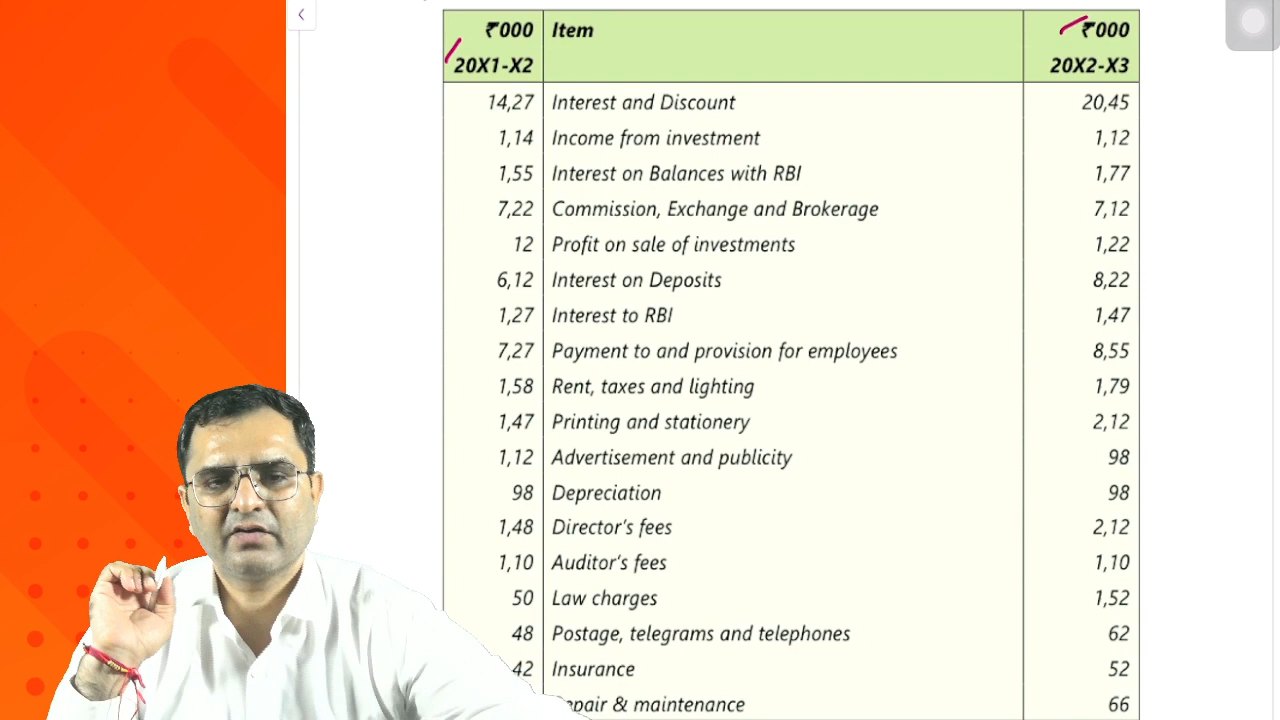 ₹'000 Item ₹'000
20X1-X2 20X2-X3
14,27 Interest and Discount 20,45
1,14 Income from investment 1,12
1,55 Interest on Balances with RBI 1,77
7,22 Commission, Exchange and Brokerage 7,12
12 Profit on sale of investments 1,22
6,12 Interest on Deposits 8,22
1,27 Interest to RBI 1,47
7,27 Payment to and provision for employees 8,55
1,58 Rent, taxes and lighting 1,79
1,47 Printing and stationery 2,12
1,12 Advertisement and publicity 98
98 Depreciation 98
1,48 Director's fees 2,12
1,10 Auditor's fees 1,10
50 Law charges 1,52
48 Postage, telegrams and telephones 62
42 Insurance 52
epair & maintenance 66